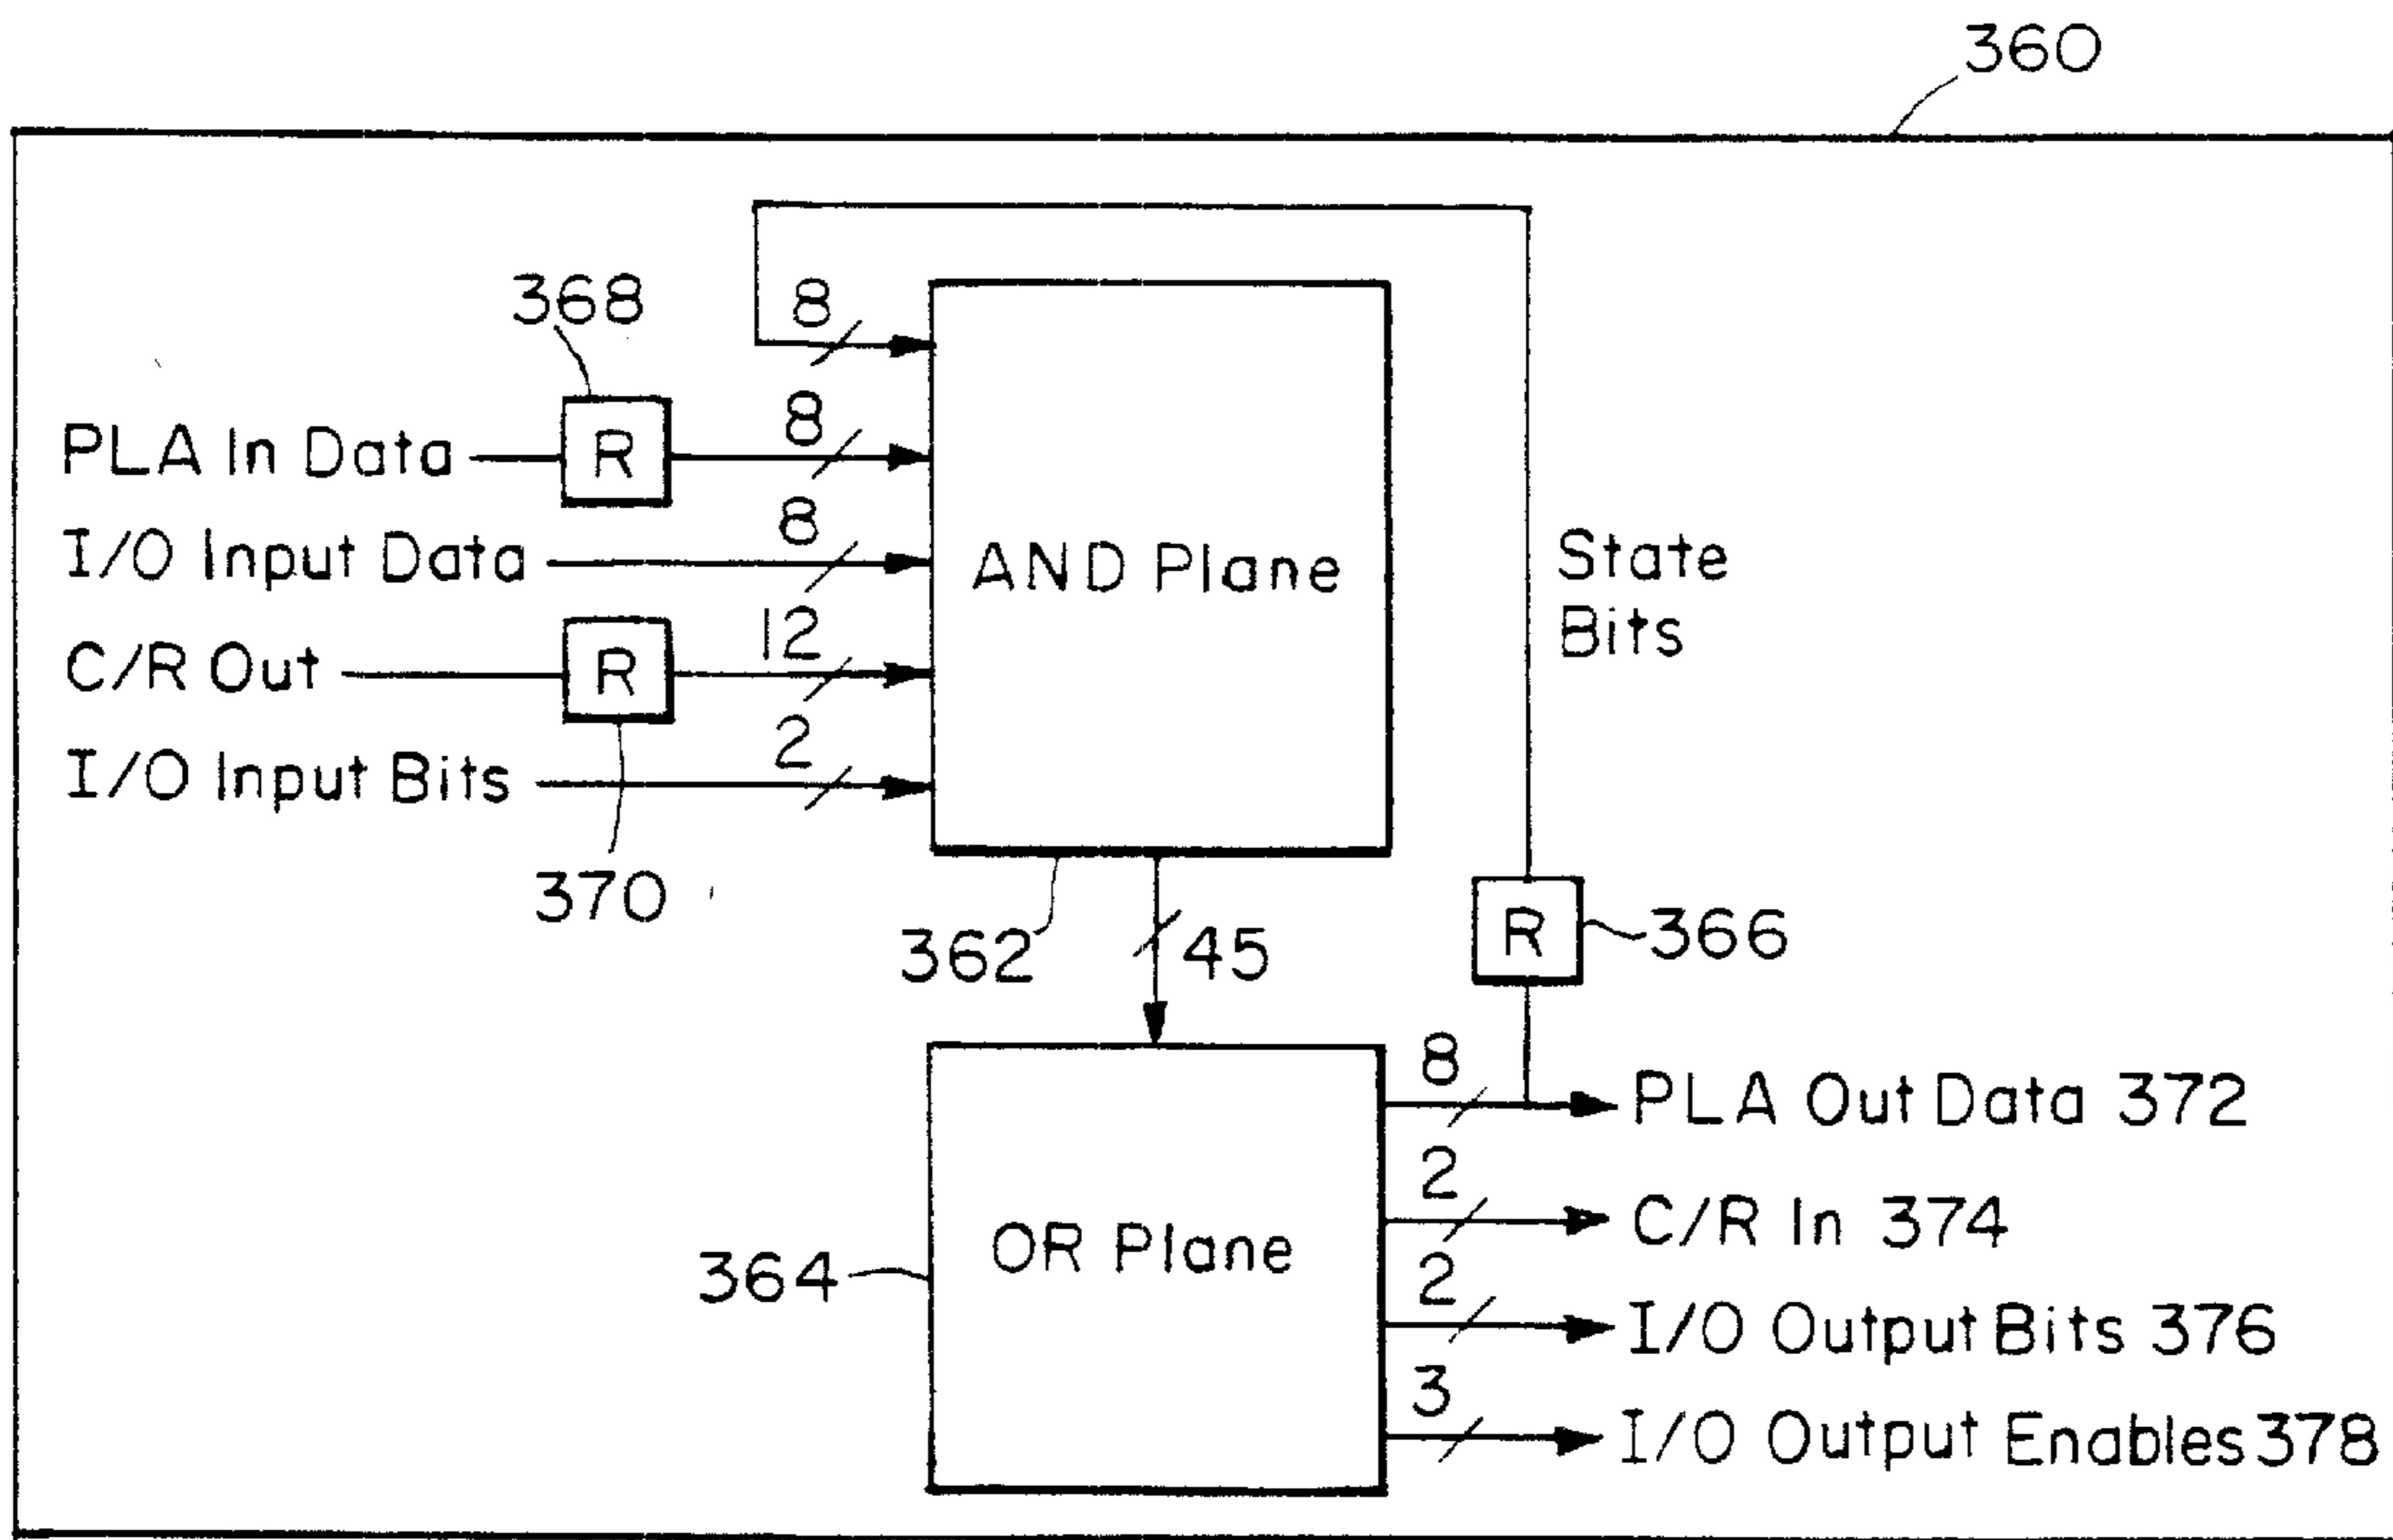 360
368
8
PLA In Data
R
8
I/O Input Data
8
AND Plane
State
Bits
C/R Out
R
12
I/O Input Bits
2
370
362
45
R
366
OR Plane
364
8
PLA Out Data 372
2
C/R In 374
2
I/O Output Bits 376
3
I/O Output Enables 378